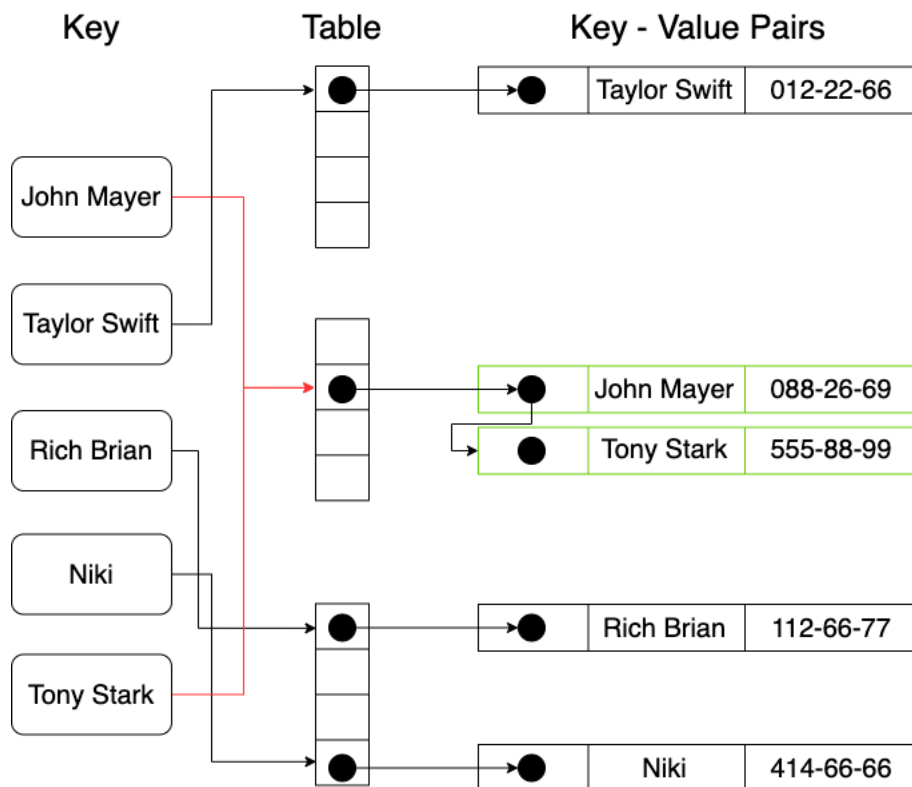 Key Table Key - Value Pairs
Taylor Swift 012-22-66
John Mayer
Taylor Swift
John Mayer 088-26-69
Rich Brian
Tony Stark 555-88-99
Niki
Rich Brian 112-66-77
Tony Stark
Niki 414-66-66